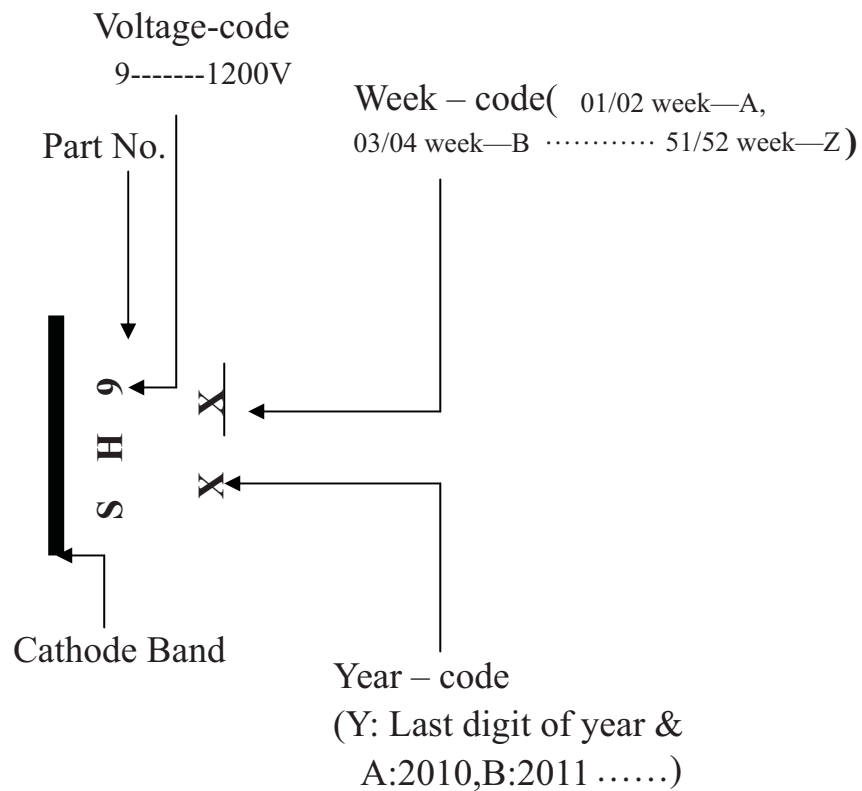 Voltage-code
9-------1200V
Week – code( 01/02 week—A,
03/04 week—B ············ 51/52 week—Z )
Part No.
S H 9
X X
Cathode Band
Year – code
(Y: Last digit of year &
A:2010,B:2011 ······)